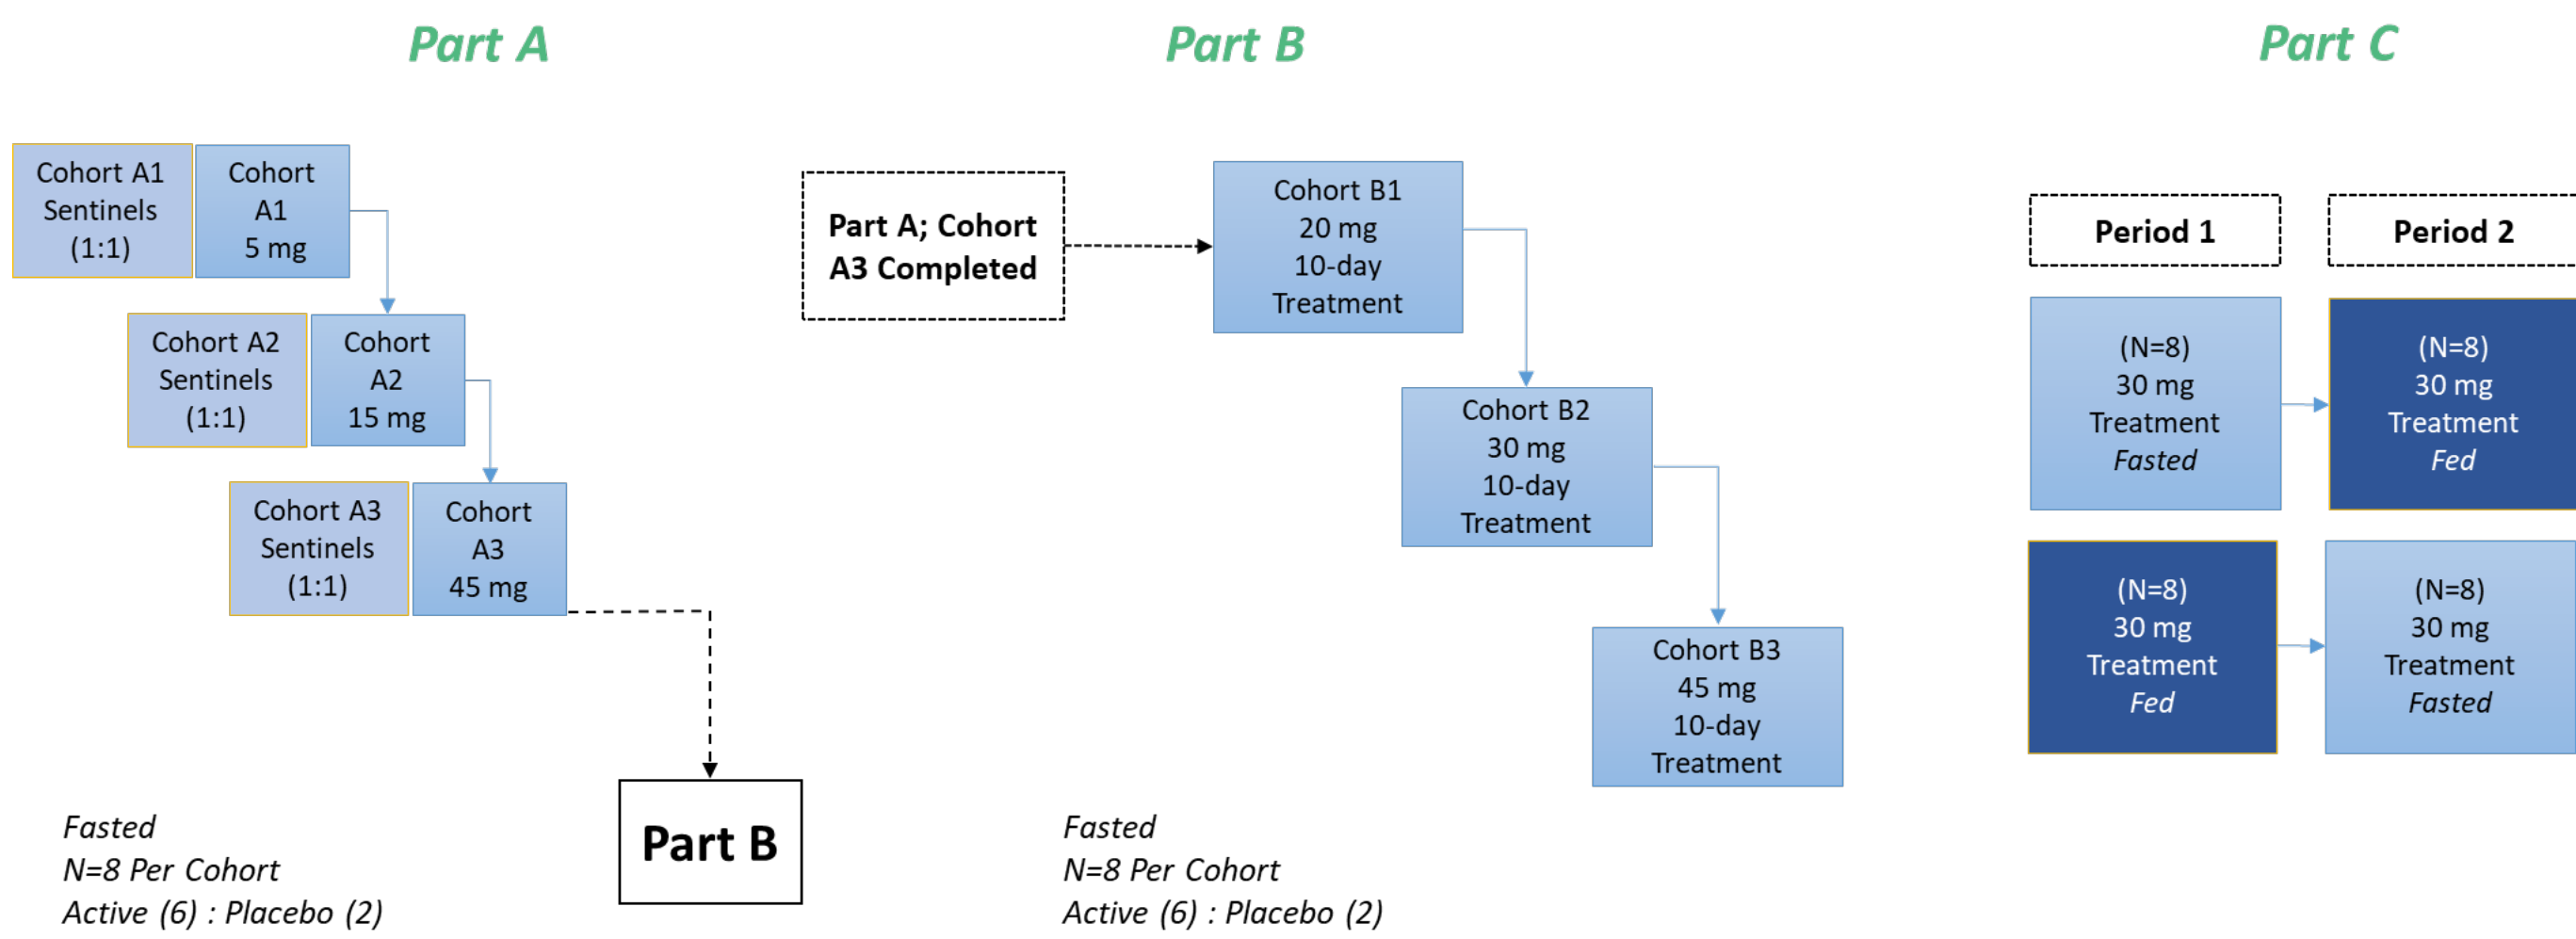 Part A
Cohort A1
Sentinels
(1:1)
Cohort
A1
5 mg
Cohort A2
Sentinels
(1:1)
Cohort
A2
15 mg
Cohort A3
Sentinels
(1:1)
Cohort
A3
45 mg
Part B
Fasted
N=8 Per Cohort
Active (6) : Placebo (2)
Part B
Part A; Cohort
A3 Completed
Cohort B1
20 mg
10-day
Treatment
Cohort B2
30 mg
10-day
Treatment
Cohort B3
45 mg
10-day
Treatment
Fasted
N=8 Per Cohort
Active (6) : Placebo (2)
Part C
Period 1
Period 2
(N=8)
30 mg
Treatment
Fasted
(N=8)
30 mg
Treatment
Fed
(N=8)
30 mg
Treatment
Fed
(N=8)
30 mg
Treatment
Fasted